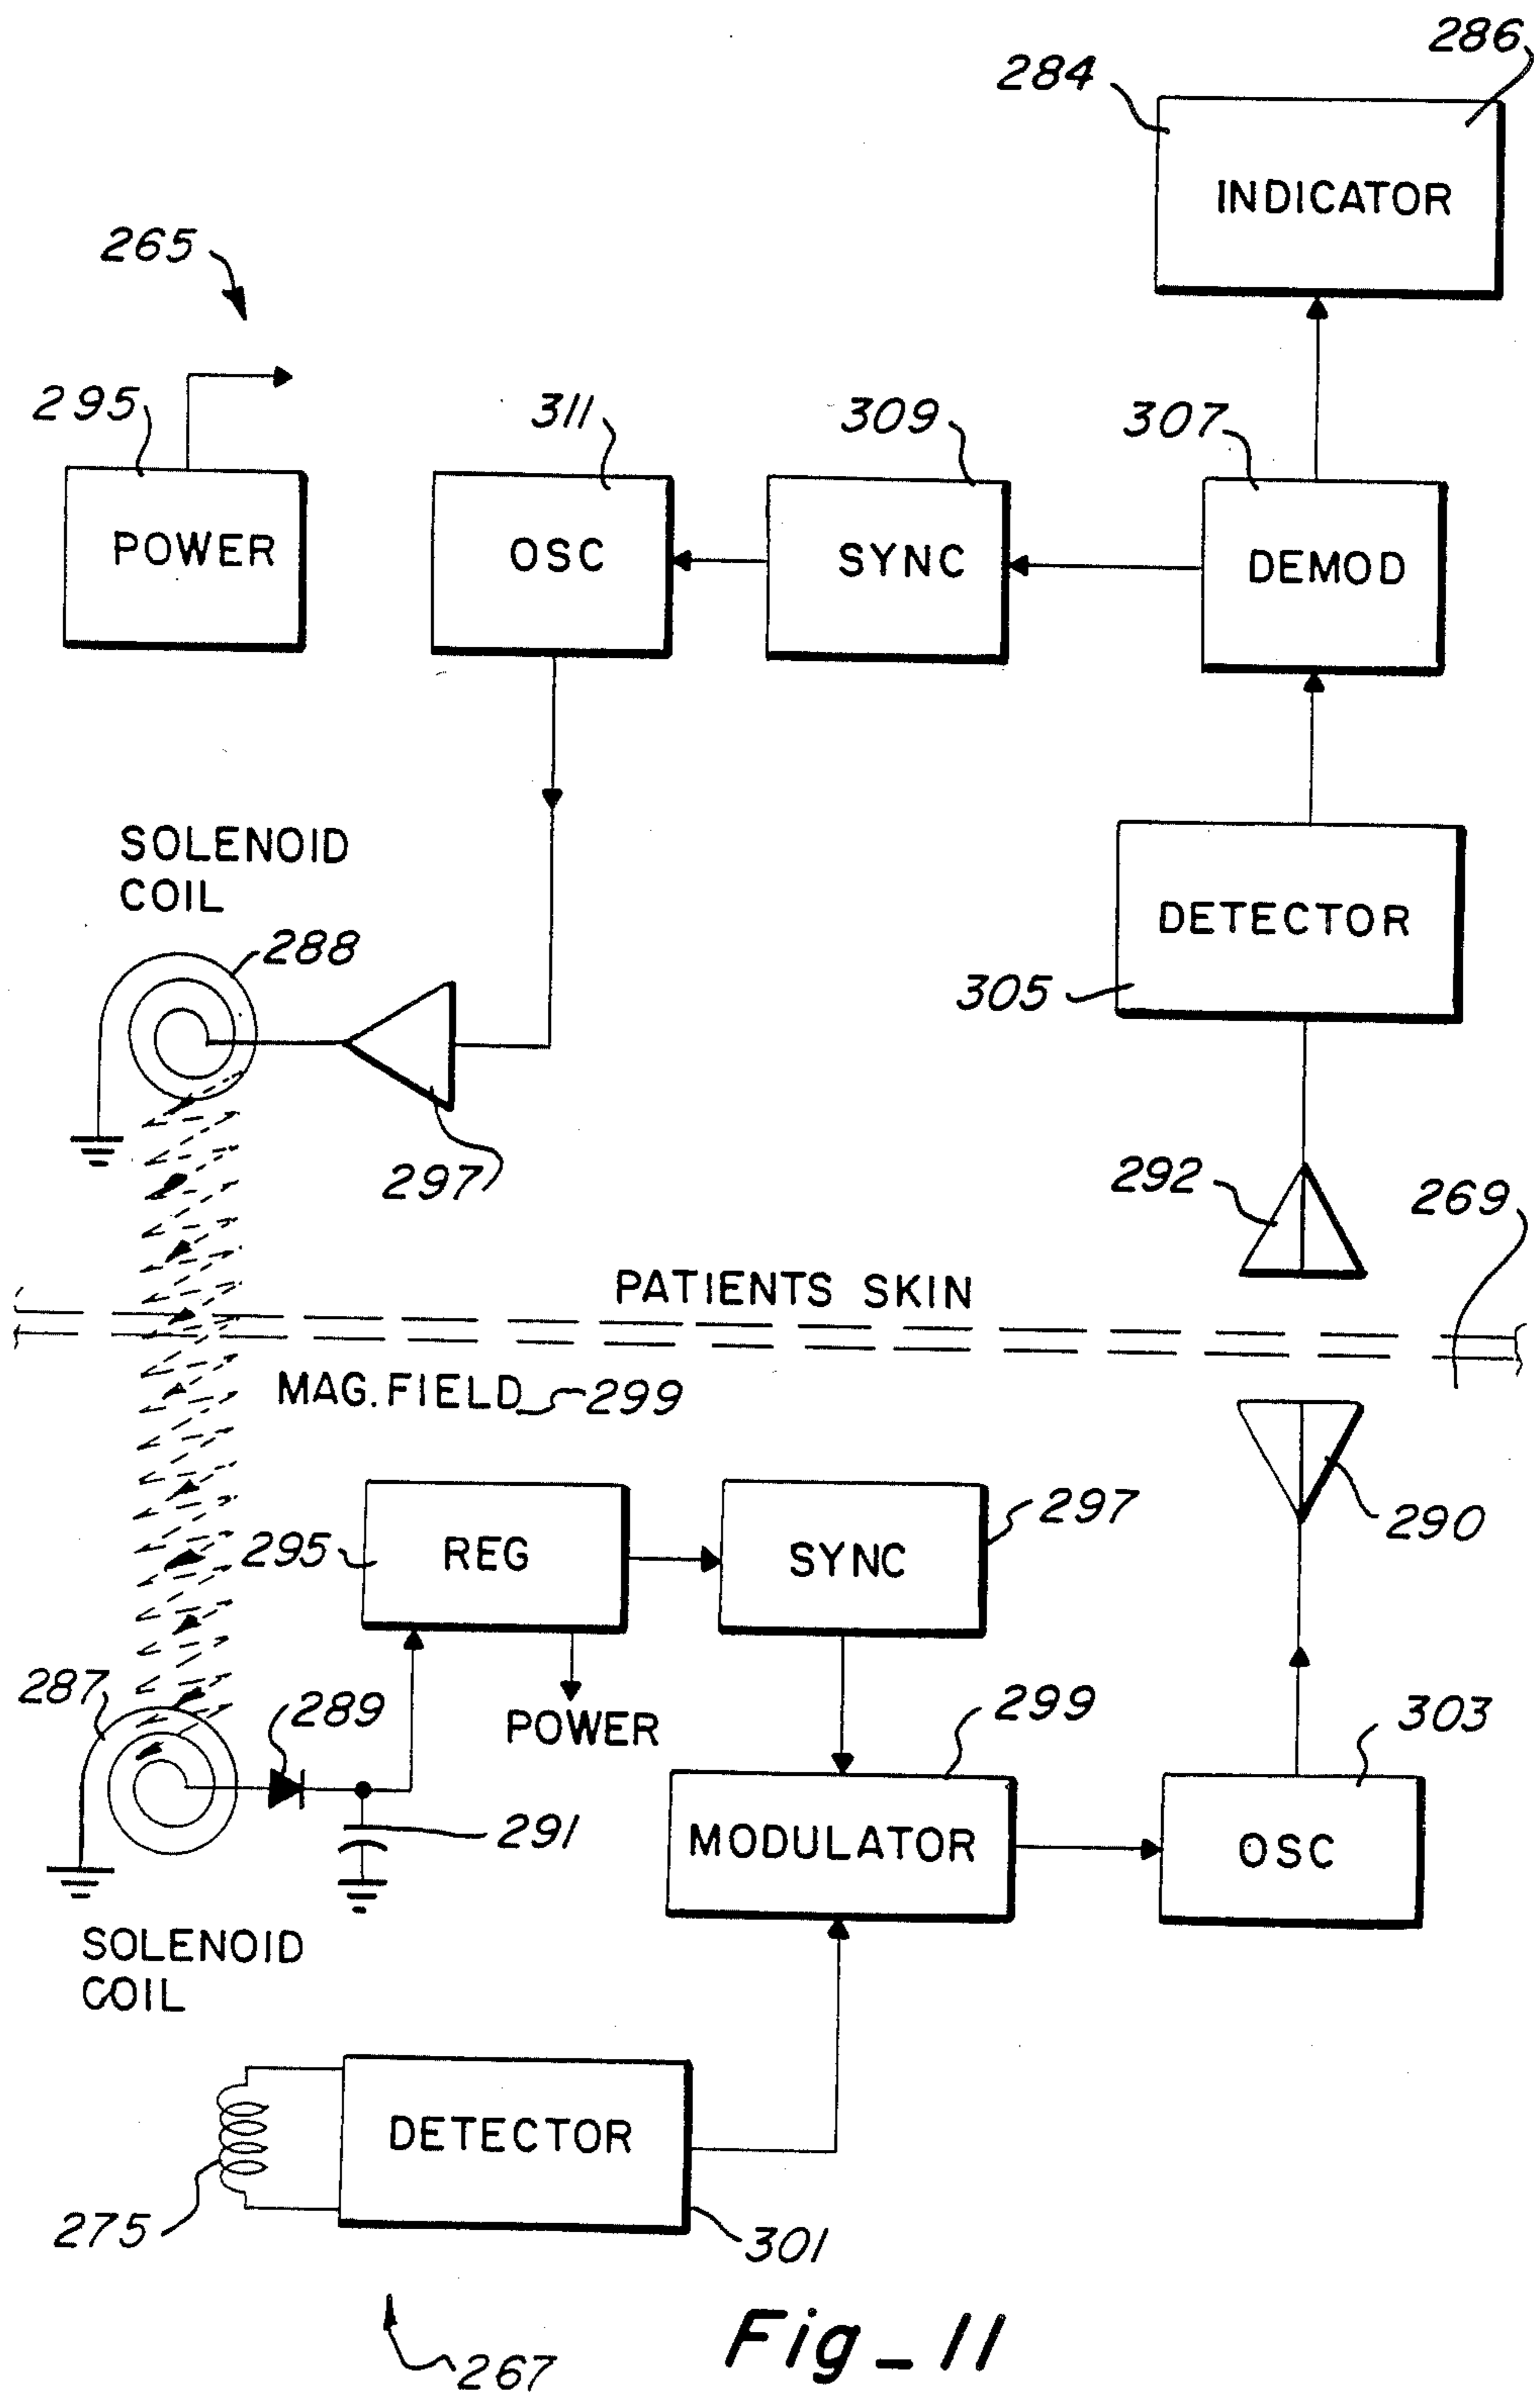 286
284
INDICATOR
265
295
311
309
307
POWER
OSC
SYNC
DEMOD
SOLENOID
COIL
288
DETECTOR
305
297
292
269
PATIENTS SKIN
MAG. FIELD 299
290
295
REG
SYNC
297
287
289
POWER
299
303
291
MODULATOR
OSC
SOLENOID
COIL
DETECTOR
275
301
267
Fig_11